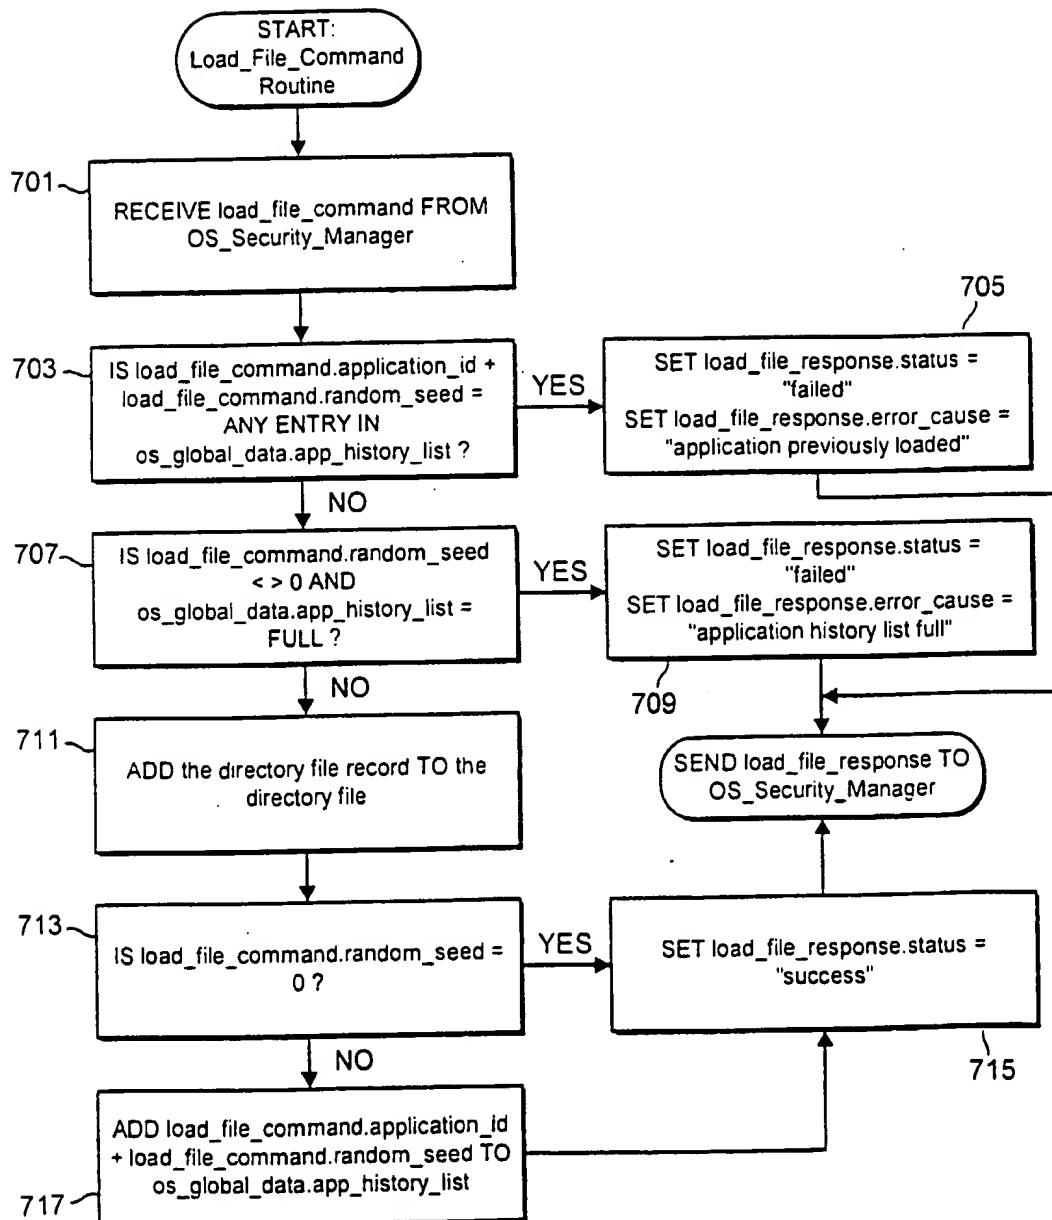 START:
Load_File_Command
Routine
701
RECEIVE load_file_command FROM
OS_Security_Manager
703
IS load_file_command.application_id +
load_file_command.random_seed =
ANY ENTRY IN
os_global_data.app_history_list ?
YES
705
SET load_file_response.status =
"failed"
SET load_file_response.error_cause =
"application previously loaded"
NO
707
IS load_file_command.random_seed
< > 0 AND
os_global_data.app_history_list =
FULL ?
YES
SET load_file_response.status =
"failed"
SET load_file_response.error_cause =
"application history list full"
709
NO
711
ADD the directory file record TO the
directory file
SEND load_file_response TO
OS_Security_Manager
713
IS load_file_command.random_seed =
0 ?
YES
SET load_file_response.status =
"success"
715
NO
ADD load_file_command.application_id
+ load_file_command.random_seed TO
os_global_data.app_history_list
717